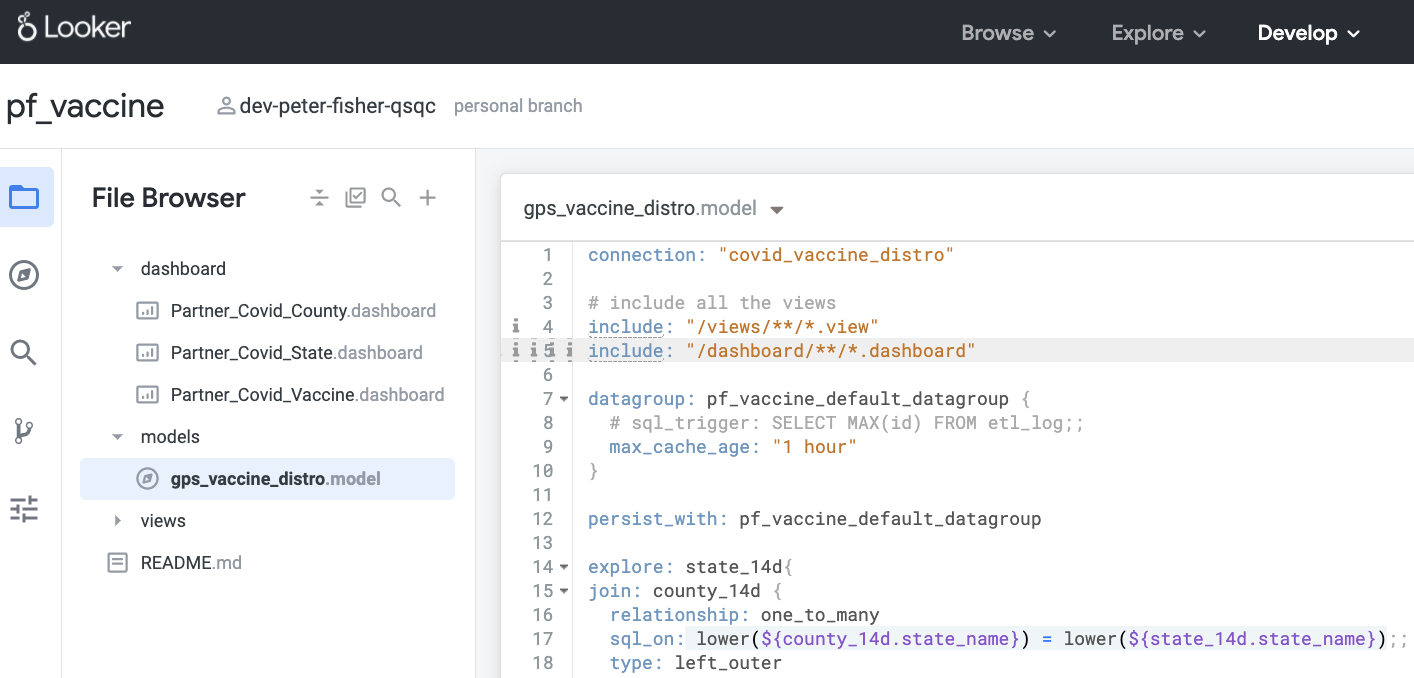 Looker
Browse Explore Develop
pf_vaccine dev-peter-fisher-qsqc personal branch
File Browser
dashboard
Partner_Covid_County.dashboard
Partner_Covid_State.dashboard
Partner_Covid_Vaccine.dashboard
models
gps_vaccine_distro.model
views
README.md
gps_vaccine_distro.model
1 connection: "covid_vaccine_distro"
2
3 # include all the views
4 include: "/views/**/*.view"
5 include: "/dashboard/**/*.dashboard"
6
7 datagroup: pf_vaccine_default_datagroup {
8 # sql_trigger: SELECT MAX(id) FROM etl_log;;
9 max_cache_age: "1 hour"
10 }
11
12 persist_with: pf_vaccine_default_datagroup
13
14 explore: state_14d{
15 join: county_14d {
16 relationship: one_to_many
17 sql_on: lower(${county_14d.state_name}) = lower(${state_14d.state_name});;
18 type: left_outer